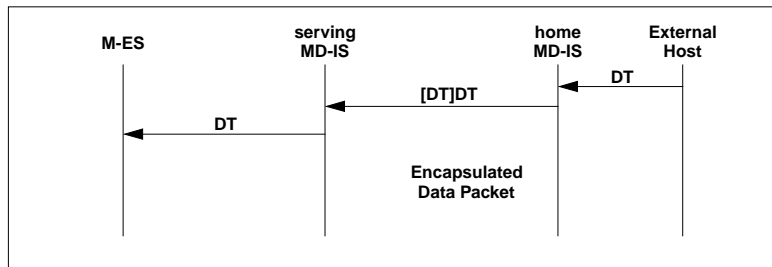 M-ES
serving
MD-IS
home
MD-IS
External
Host
DT
[DT]DT
DT
Encapsulated
Data Packet